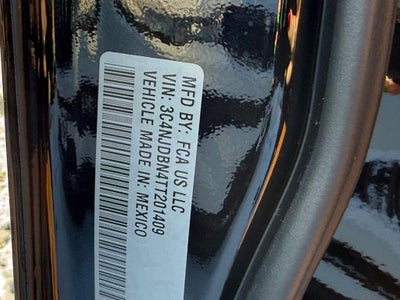 MFD BY: FCA US LLC
VIN: 3C4NJDBN4TT201409
VEHICLE MADE IN: MEXICO